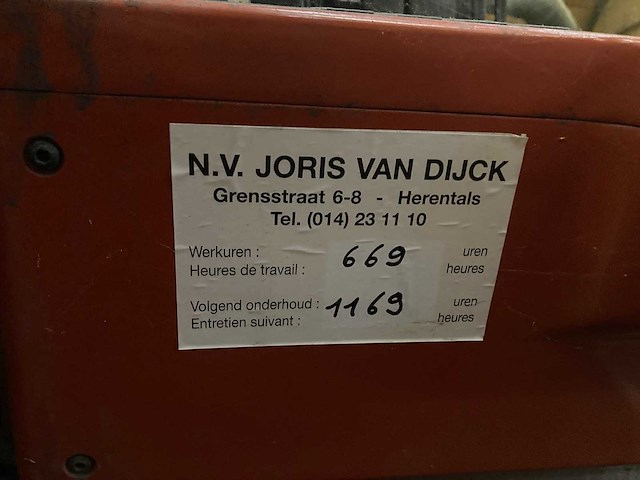 N.V. JORIS VAN DIJCK
Grensstraat 6-8 - Herentals
Tel. (014) 23 11 10
Werkuren : 669 uren
Heures de travail : heures
Volgend onderhoud : 1169 uren
Entretien suivant : heures